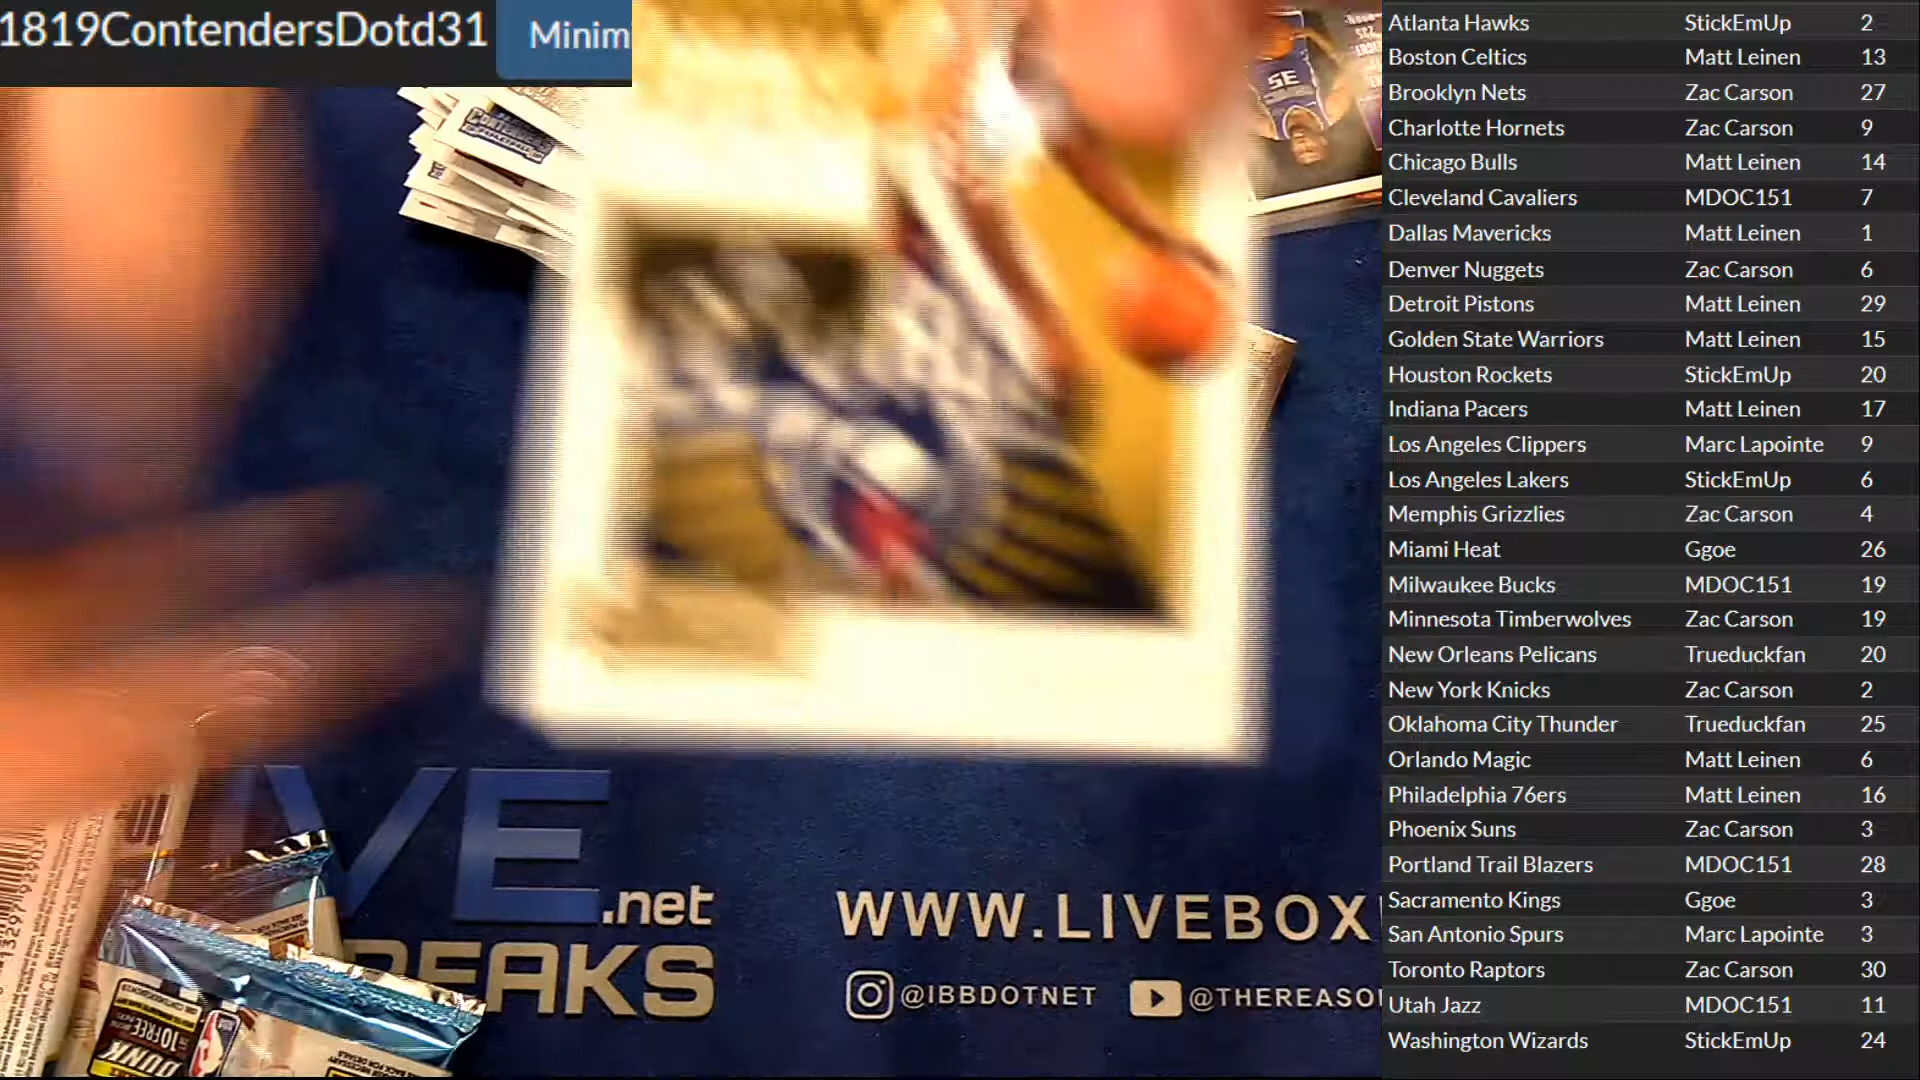 1819ContendersDotd31
Minimi
Atlanta Hawks StickEmUp 2
Boston Celtics Matt Leinen 13
Brooklyn Nets Zac Carson 27
Charlotte Hornets Zac Carson 9
Chicago Bulls Matt Leinen 14
Cleveland Cavaliers MDOC151 7
Dallas Mavericks Matt Leinen 1
Denver Nuggets Zac Carson 6
Detroit Pistons Matt Leinen 29
Golden State Warriors Matt Leinen 15
Houston Rockets StickEmUp 20
Indiana Pacers Matt Leinen 17
Los Angeles Clippers Marc Lapointe 9
Los Angeles Lakers StickEmUp 6
Memphis Grizzlies Zac Carson 4
Miami Heat Ggoe 26
Milwaukee Bucks MDOC151 19
Minnesota Timberwolves Zac Carson 19
New Orleans Pelicans Trueduckfan 20
New York Knicks Zac Carson 2
Oklahoma City Thunder Trueduckfan 25
Orlando Magic Matt Leinen 6
Philadelphia 76ers Matt Leinen 16
Phoenix Suns Zac Carson 3
Portland Trail Blazers MDOC151 28
Sacramento Kings Ggoe 3
San Antonio Spurs Marc Lapointe 3
Toronto Raptors Zac Carson 30
Utah Jazz MDOC151 11
Washington Wizards StickEmUp 24
CONTENDERS
SE
IVE
.net
REAKS
WWW.LIVEBOX
@IBBDOTNET
@THEREASO
10 FREE
DUNK